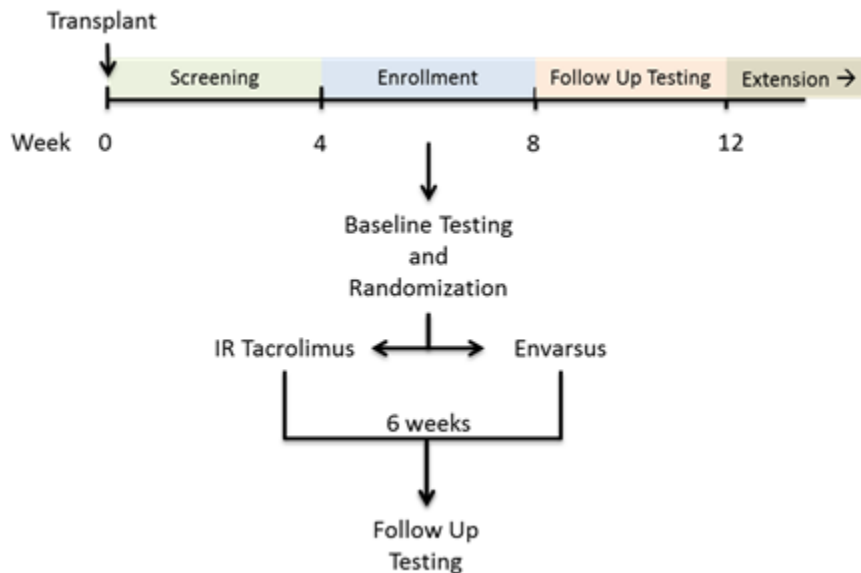 Transplant
Screening
Enrollment
Follow Up Testing
Extension →
Week 0 4 8 12
Baseline Testing
and
Randomization
IR Tacrolimus
Envarsus
6 weeks
Follow Up
Testing